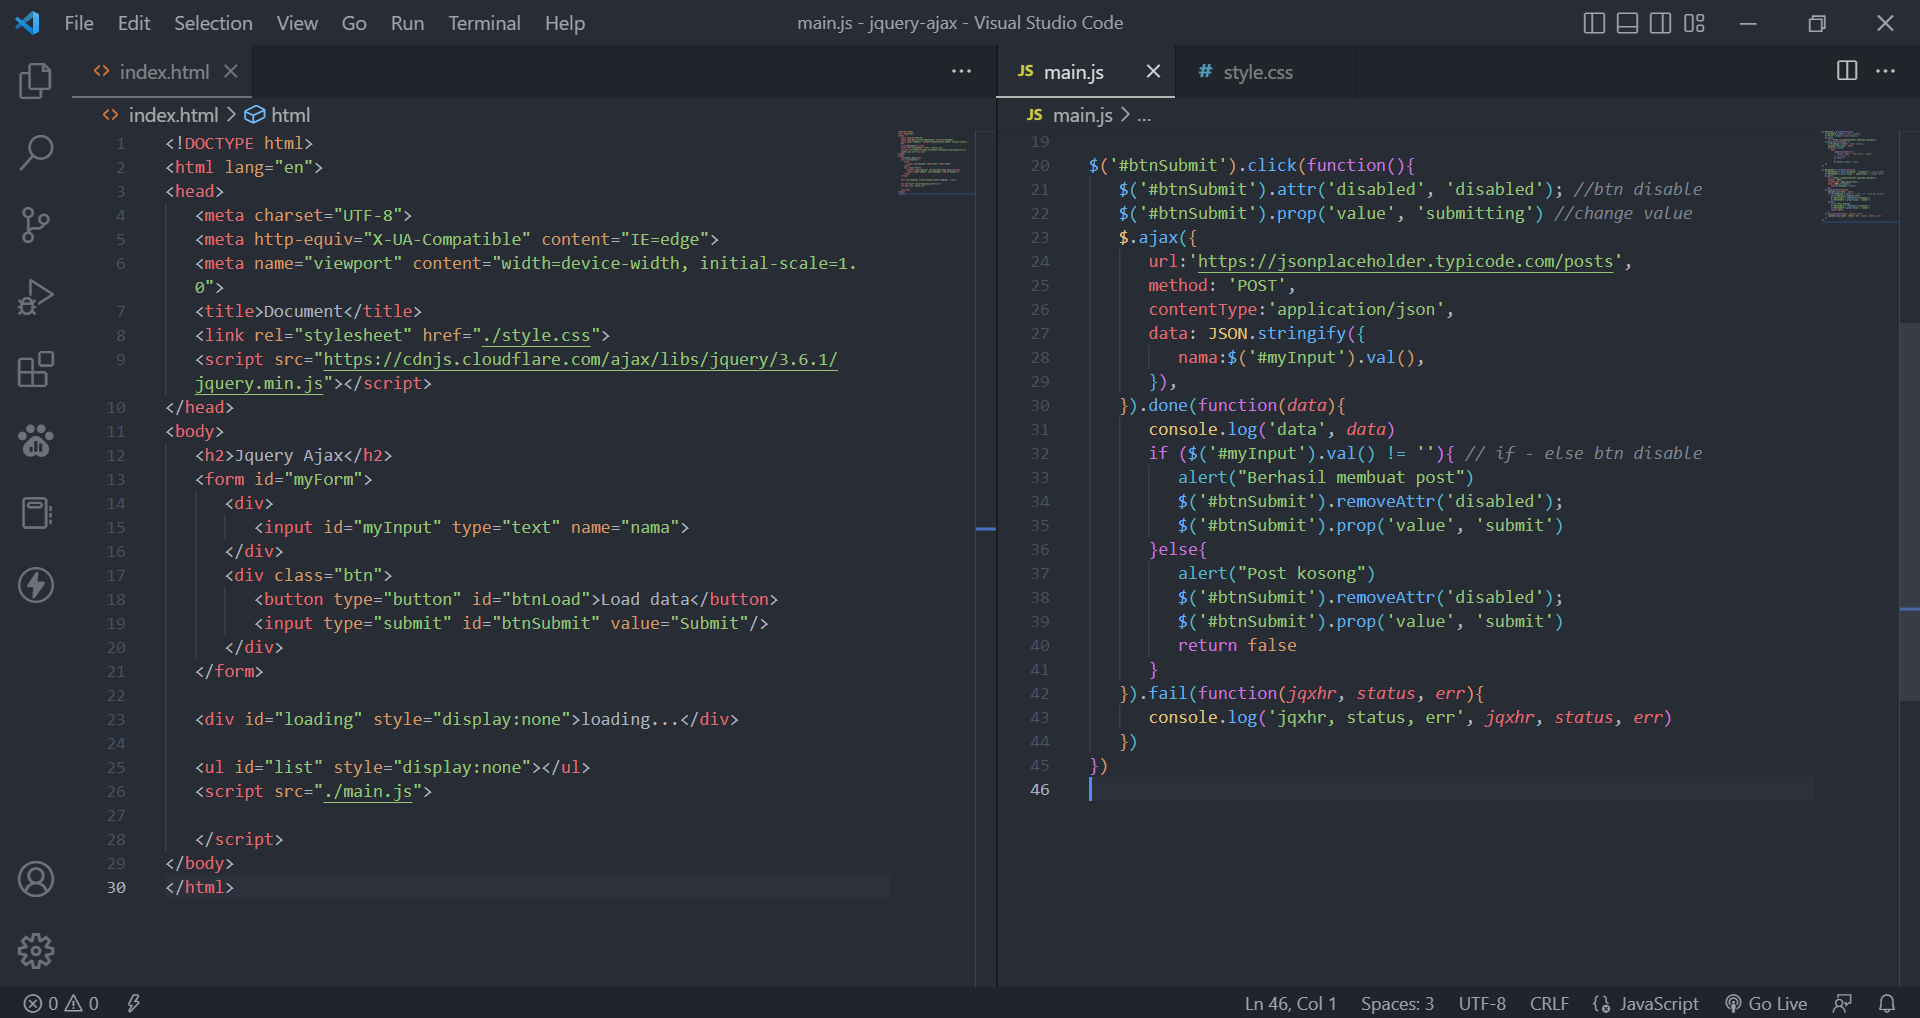 File Edit Selection View Go Run Terminal Help
main.js - jquery-ajax - Visual Studio Code
<> index.html
<> index.html > html
1 <!DOCTYPE html>
2 <html lang="en">
3 <head>
4 <meta charset="UTF-8">
5 <meta http-equiv="X-UA-Compatible" content="IE=edge">
6 <meta name="viewport" content="width=device-width, initial-scale=1.
0">
7 <title>Document</title>
8 <link rel="stylesheet" href="./style.css">
9 <script src="https://cdnjs.cloudflare.com/ajax/libs/jquery/3.6.1/
jquery.min.js"></script>
10 </head>
11 <body>
12 <h2>Jquery Ajax</h2>
13 <form id="myForm">
14 <div>
15 <input id="myInput" type="text" name="nama">
16 </div>
17 <div class="btn">
18 <button type="button" id="btnLoad">Load data</button>
19 <input type="submit" id="btnSubmit" value="Submit"/>
20 </div>
21 </form>
22
23 <div id="loading" style="display:none">loading...</div>
24
25 <ul id="list" style="display:none"></ul>
26 <script src="./main.js">
27
28 </script>
29 </body>
30 </html>
JS main.js
# style.css
JS main.js > ...
19
20 $('#btnSubmit').click(function(){
21 $('#btnSubmit').attr('disabled', 'disabled'); //btn disable
22 $('#btnSubmit').prop('value', 'submitting') //change value
23 $.ajax({
24 url:'https://jsonplaceholder.typicode.com/posts',
25 method: 'POST',
26 contentType:'application/json',
27 data: JSON.stringify({
28 nama:$('#myInput').val(),
29 }),
30 }).done(function(data){
31 console.log('data', data)
32 if ($('#myInput').val() != ''){ // if - else btn disable
33 alert("Berhasil membuat post")
34 $('#btnSubmit').removeAttr('disabled');
35 $('#btnSubmit').prop('value', 'submit')
36 }else{
37 alert("Post kosong")
38 $('#btnSubmit').removeAttr('disabled');
39 $('#btnSubmit').prop('value', 'submit')
40 return false
41 }
42 }).fail(function(jqxhr, status, err){
43 console.log('jqxhr, status, err', jqxhr, status, err)
44 })
45 })
46
0 0
Ln 46, Col 1 Spaces: 3 UTF-8 CRLF JavaScript Go Live